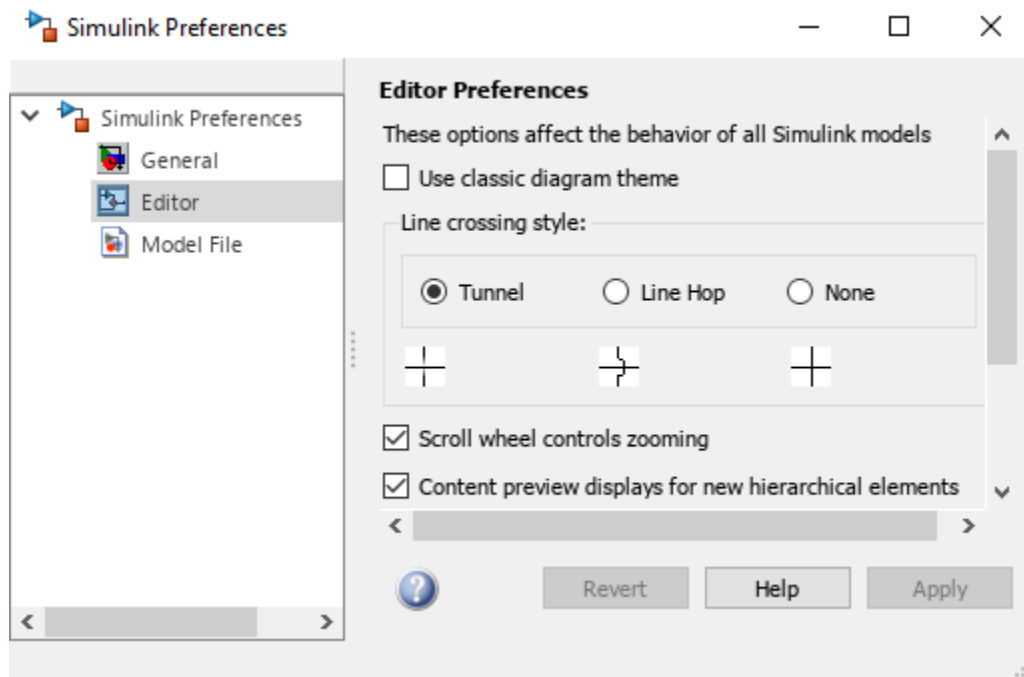 Simulink Preferences
Simulink Preferences
General
Editor
Model File
Editor Preferences
These options affect the behavior of all Simulink models
Use classic diagram theme
Line crossing style:
Tunnel Line Hop None
Scroll wheel controls zooming
Content preview displays for new hierarchical elements
? Revert Help Apply